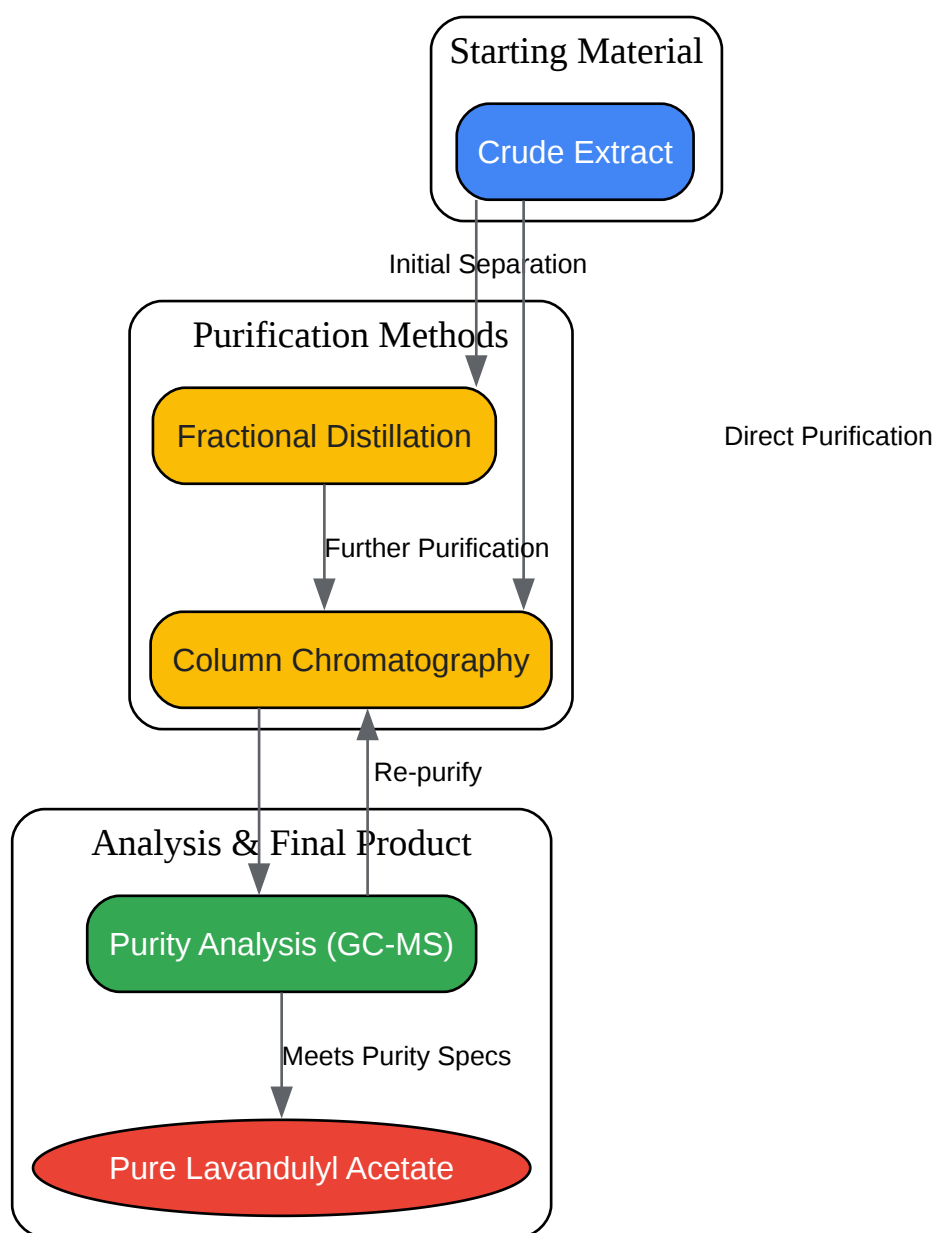 Starting Material
Crude Extract
Initial Separation
Purification Methods
Fractional Distillation
Direct Purification
Further Purification
Column Chromatography
Re-purify
Analysis & Final Product
Purity Analysis (GC-MS)
Meets Purity Specs
Pure Lavandulyl Acetate